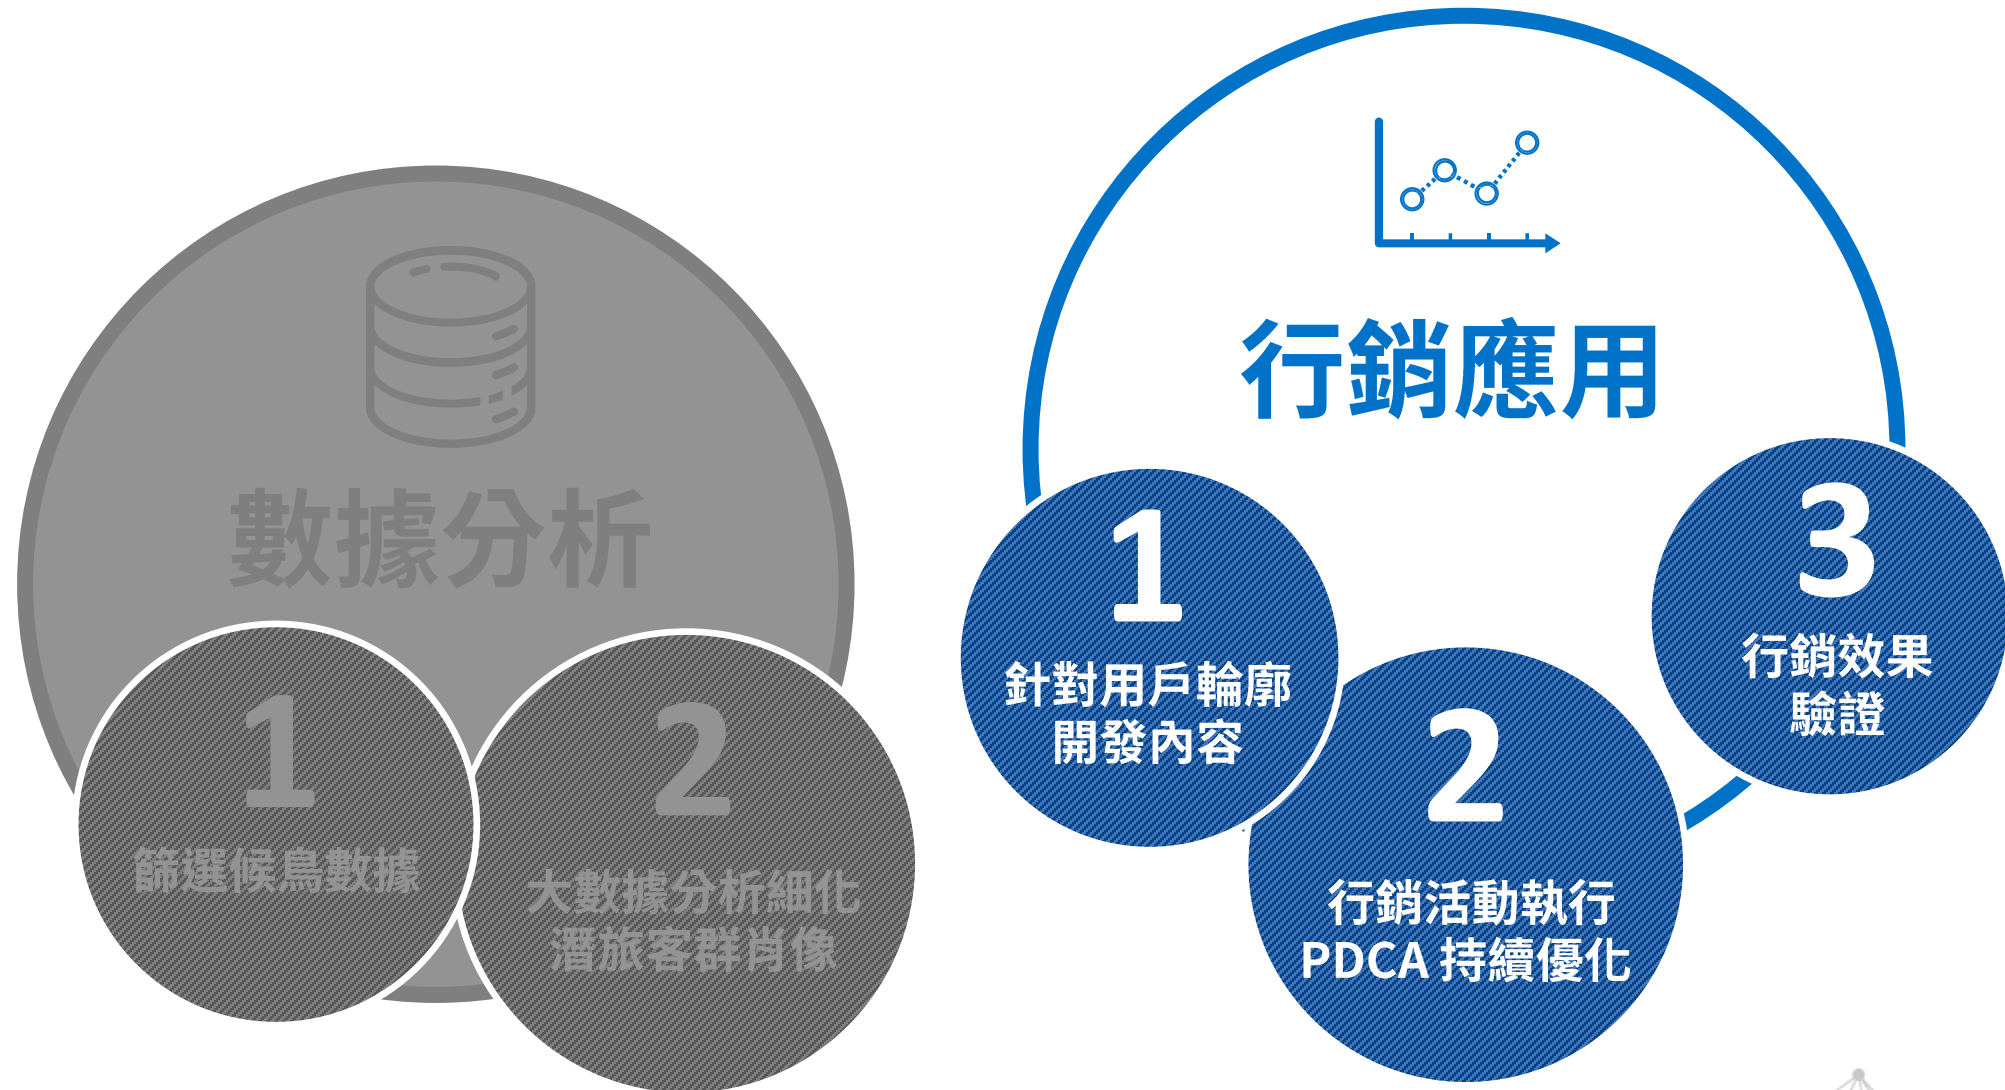 數據分析
1
篩選候鳥數據
2
大數據分析細化
潛旅客群肖像
行銷應用
1
針對用戶輪廓
開發內容
2
行銷活動執行
PDCA 持續優化
3
行銷效果
驗證